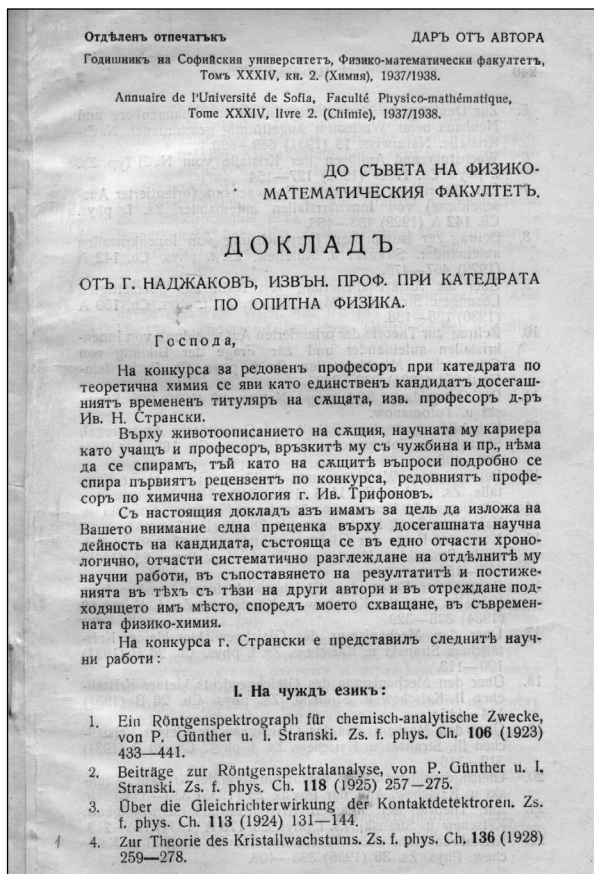 Отдѣленъ отпечатъкъ ДАРЪ ОТЪ АВТОРА
Годишникъ на Софийския университетъ, Физико-математически факултетъ,
Томъ XXXIV, кн. 2. (Химия), 1937/1938.
Annuaire de l'Université de Sofia, Faculté Physico-mathématique,
Tome XXXIV, livre 2. (Chimie), 1937/1938.
ДО СЪВЕТА НА ФИЗИКО-
МАТЕМАТИЧЕСКИЯ ФАКУЛТЕТЪ.
ДОКЛАДЪ
ОТЪ Г. НАДЖАКОВЪ, ИЗВЪН. ПРОФ. ПРИ КАТЕДРАТА
ПО ОПИТНА ФИЗИКА.
Господа,
На конкурса за редовенъ професоръ при катедрата по
теоретична химия се яви като единственъ кандидатъ досегаш-
ниятъ времененъ титуляръ на сѫщата, изв. професоръ д-ръ
Ив. Н. Странски.
Върху животоописанието на сѫщия, научната му кариера
като учащъ и професоръ, връзкитѣ му съ чужбина и пр., нѣма
да се спирамъ, тъй като на сѫщитѣ въпроси подробно се
спира първиятъ рецензентъ по конкурса, редовниятъ профе-
соръ по химична технология г. Ив. Трифоновъ.
Съ настоящия докладъ азъ имамъ за цель да изложа на
Вашето внимание една преценка върху досегашната научна
дейность на кандидата, състояща се въ едно отчасти хроно-
логично, отчасти систематично разглеждане на отдѣлнитѣ му
научни работи, въ съпоставянето на резултатитѣ и постиже-
нията въ тѣхъ съ тѣзи на други автори и въ отреждане под-
ходящето имъ мѣсто, споредъ моето схващане, въ съвремен-
ната физико-химия.
На конкурса г. Странски е представилъ следнитѣ науч-
ни работи:
I. На чуждъ езикъ:
1. Ein Röntgenspektrograph für chemisch-analytische Zwecke,
von P. Günther u. I. Stranski. Zs. f. phys. Ch. 106 (1923)
433—441.
2. Beiträge zur Röntgenspektralanalyse, von P. Günther u. I.
Stranski. Zs. f. phys. Ch. 118 (1925) 257—275.
3. Über die Gleichrichterwirkung der Kontaktdetektroren. Zs.
f. phys. Ch. 113 (1924) 131—144.
1 4. Zur Theorie des Kristallwachstums. Zs. f. phys. Ch. 136 (1928)
259—278.